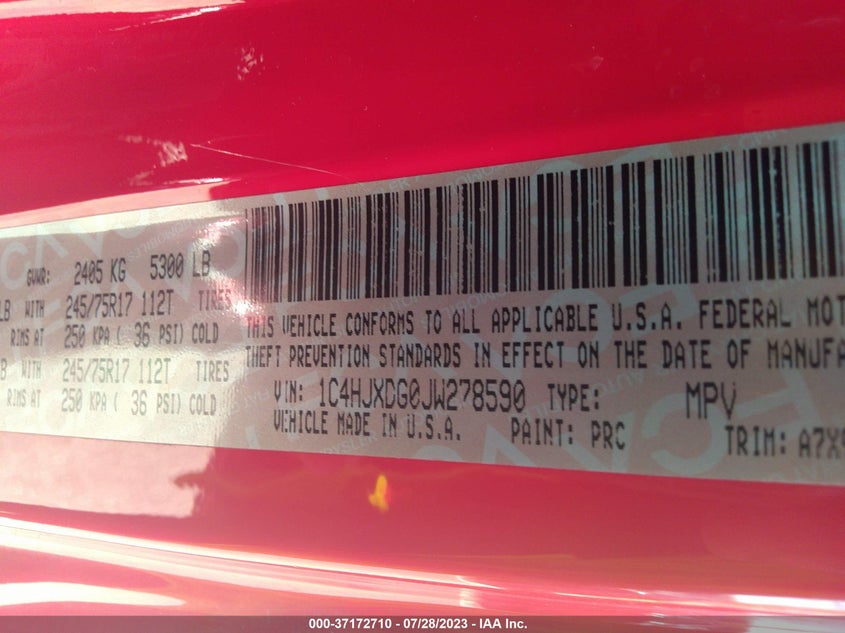 GVWR: 2405 KG 5300 LB
LB WITH 245/75R17 112T TIRES
RIMS AT 250 KPA ( 36 PSI) COLD
B WITH 245/75R17 112T TIRES
RIMS AT 250 KPA ( 36 PSI) COLD
THIS VEHICLE CONFORMS TO ALL APPLICABLE U.S.A. FEDERAL MOT
THEFT PREVENTION STANDARDS IN EFFECT ON THE DATE OF MANUFA
VIN: 1C4HJXDG0JW278590 TYPE: MPV
VEHICLE MADE IN U.S.A. PAINT: PRC TRIM: A7X9
000-37172710 / 07/28/2023 - IAA Inc.